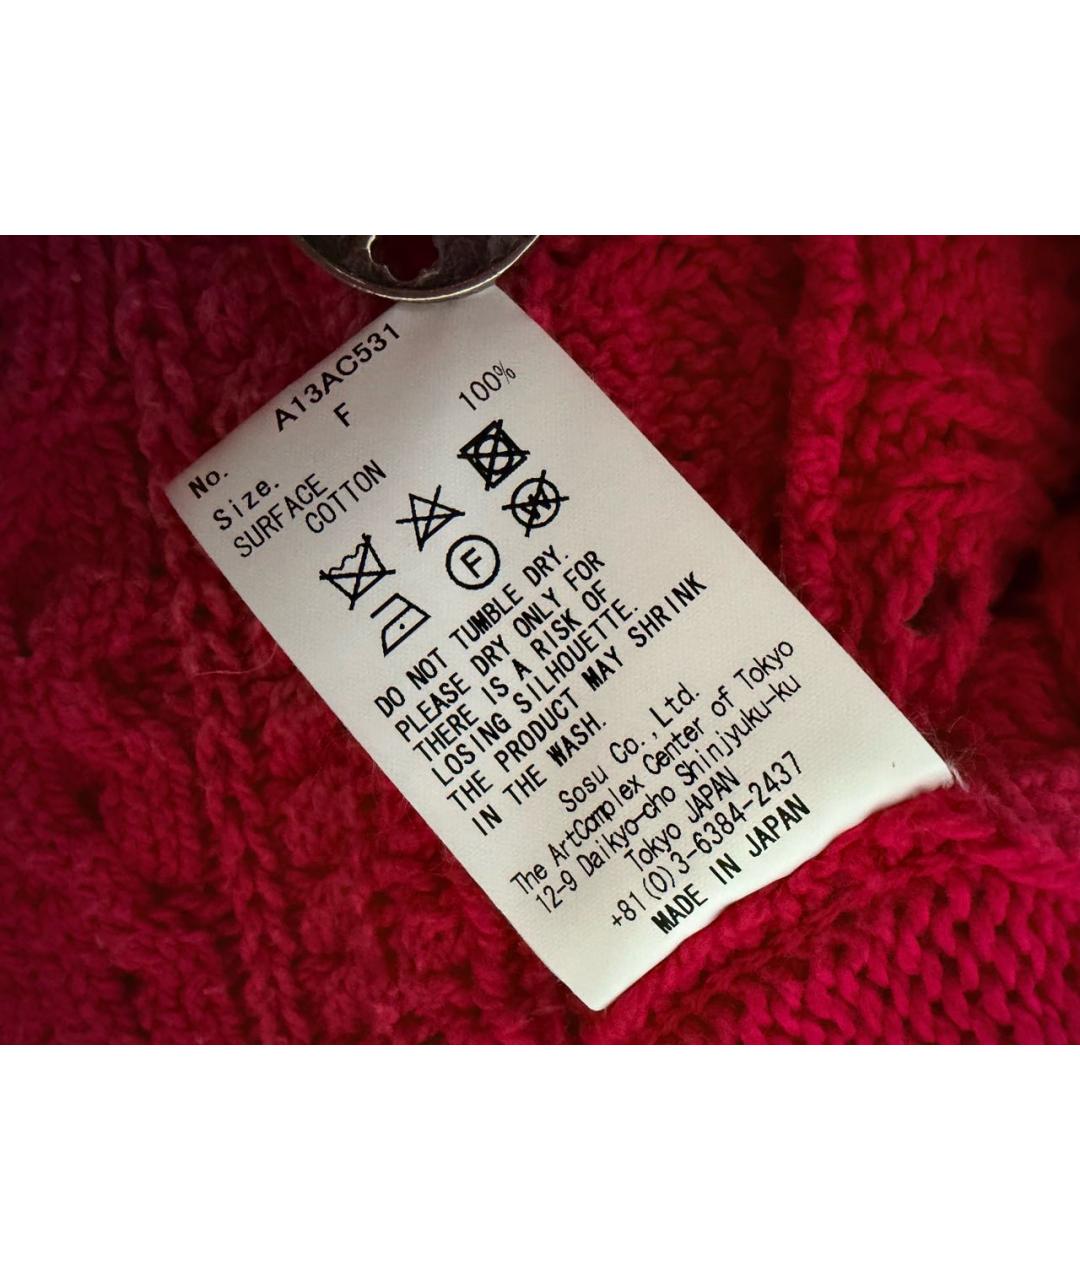 No. A13AC531
Size. F
SURFACE
COTTON 100%
F
W
DO NOT TUMBLE DRY.
PLEASE DRY ONLY FOR
THERE IS A RISK OF
LOSING SILHOUETTE.
THE PRODUCT MAY SHRINK
IN THE WASH.
Sosu Co.,Ltd.
The ArtComplex Center of Tokyo
12-9 Daikyo-cho Shinjyuku-ku
Tokyo JAPAN
+81(0)3-6384-2437
MADE IN JAPAN